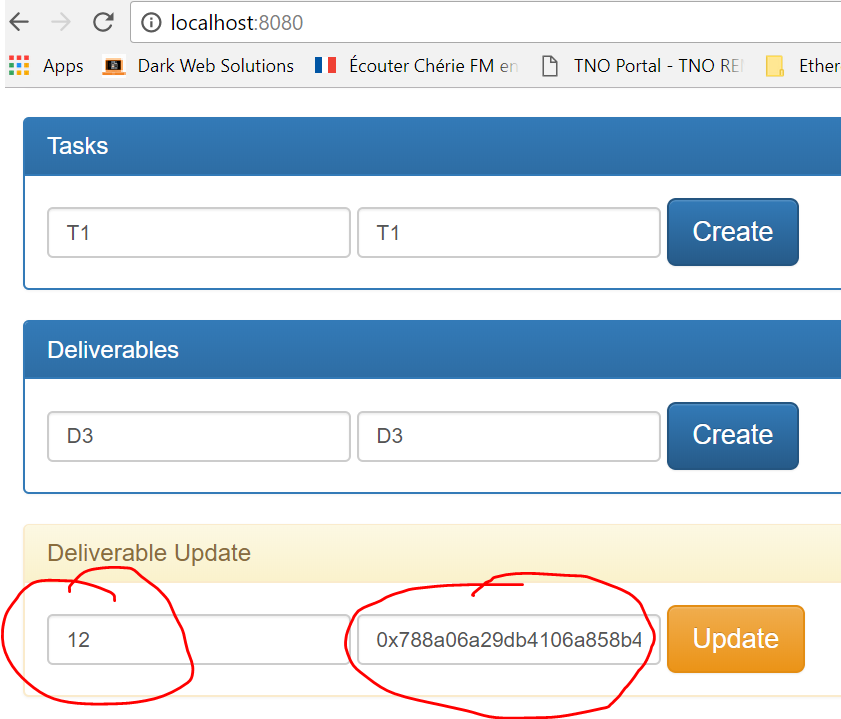 localhost:8080
Apps Dark Web Solutions Écouter Chérie FM en TNO Portal - TNO RE Ether
Tasks
T1 T1 Create
Deliverables
D3 D3 Create
Deliverable Update
12 0x788a06a29db4106a858b4 Update